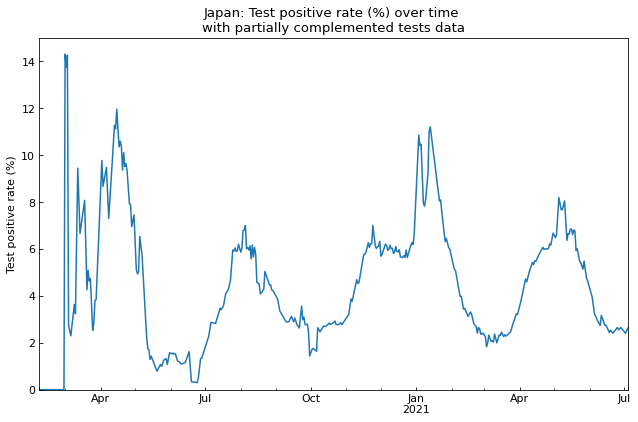 Japan: Test positive rate (%) over time
with partially complemented tests data
Test positive rate (%)
14
12
10
8
6
4
2
0
Apr
Jul
Oct
Jan
2021
Apr
Jul